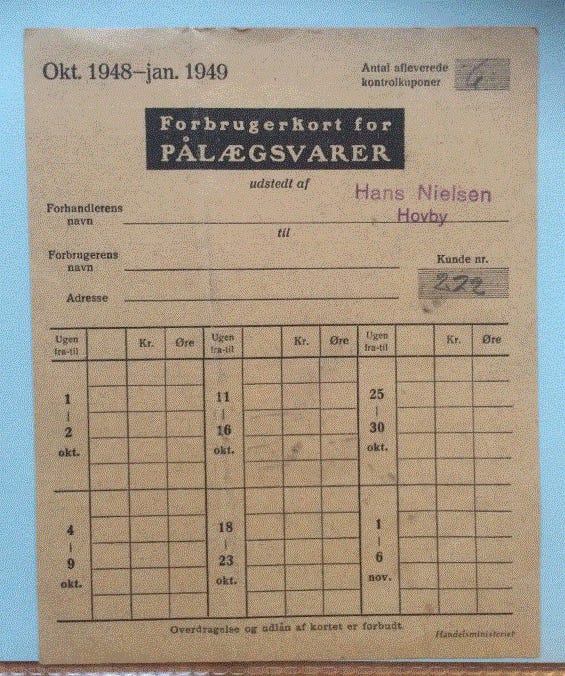 Okt. 1948–jan. 1949
Antal afleverede
kontrolkuponer
6
Forbrugerkort for
PÅLÆGSVARER
udstedt af
Hans Nielsen
Forhandlerens
navn
Hovby
til
Forbrugerens
navn
Kunde nr.
222
Adresse
Ugen
fra-til
Kr. Øre
Ugen
fra-til
Kr. Øre
Ugen
fra-til
Kr. Øre
1
–
2
okt.
11
–
16
okt.
25
–
30
okt.
4
–
9
okt.
18
–
23
okt.
1
–
6
nov.
Overdragelse og udlån af kortet er forbudt.
Handelsministeriet